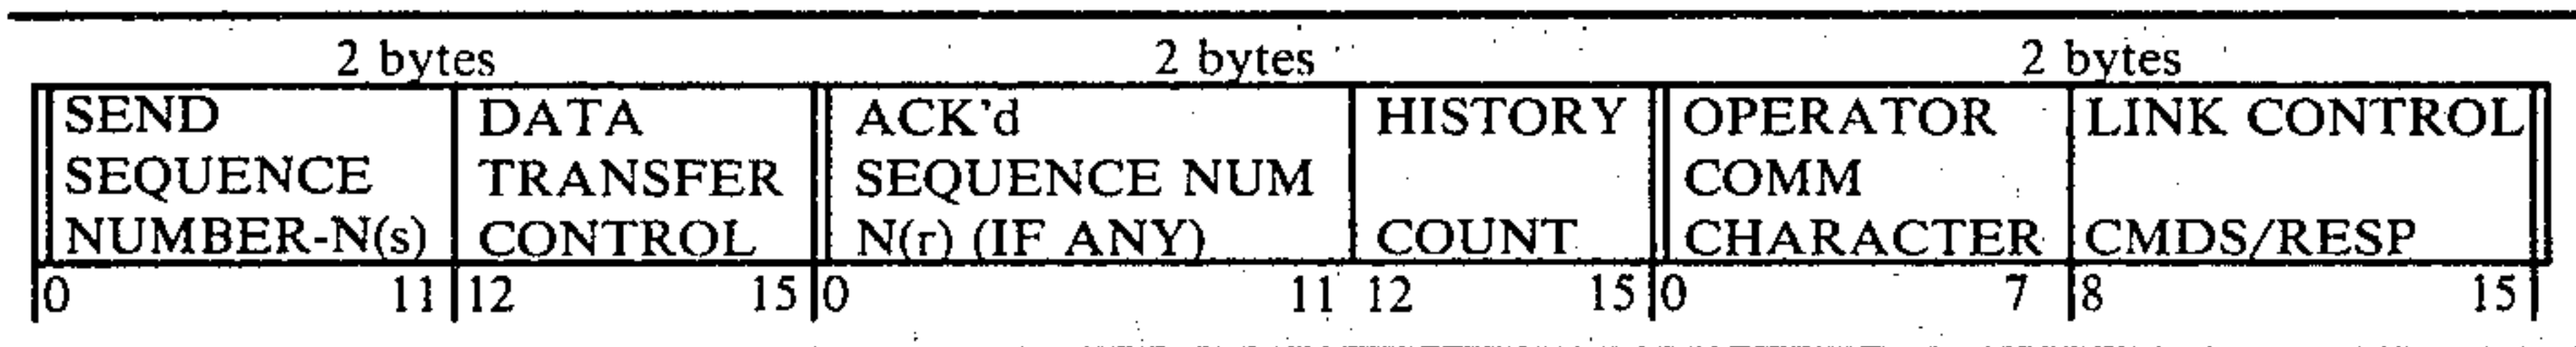 2 bytes 2 bytes 2 bytes
SEND DATA ACK'd HISTORY OPERATOR LINK CONTROL
SEQUENCE TRANSFER SEQUENCE NUM COMM
NUMBER-N(s) CONTROL N(r) (IF ANY) COUNT CHARACTER CMDS/RESP
0 11 12 15 0 11 12 15 0 7 8 15